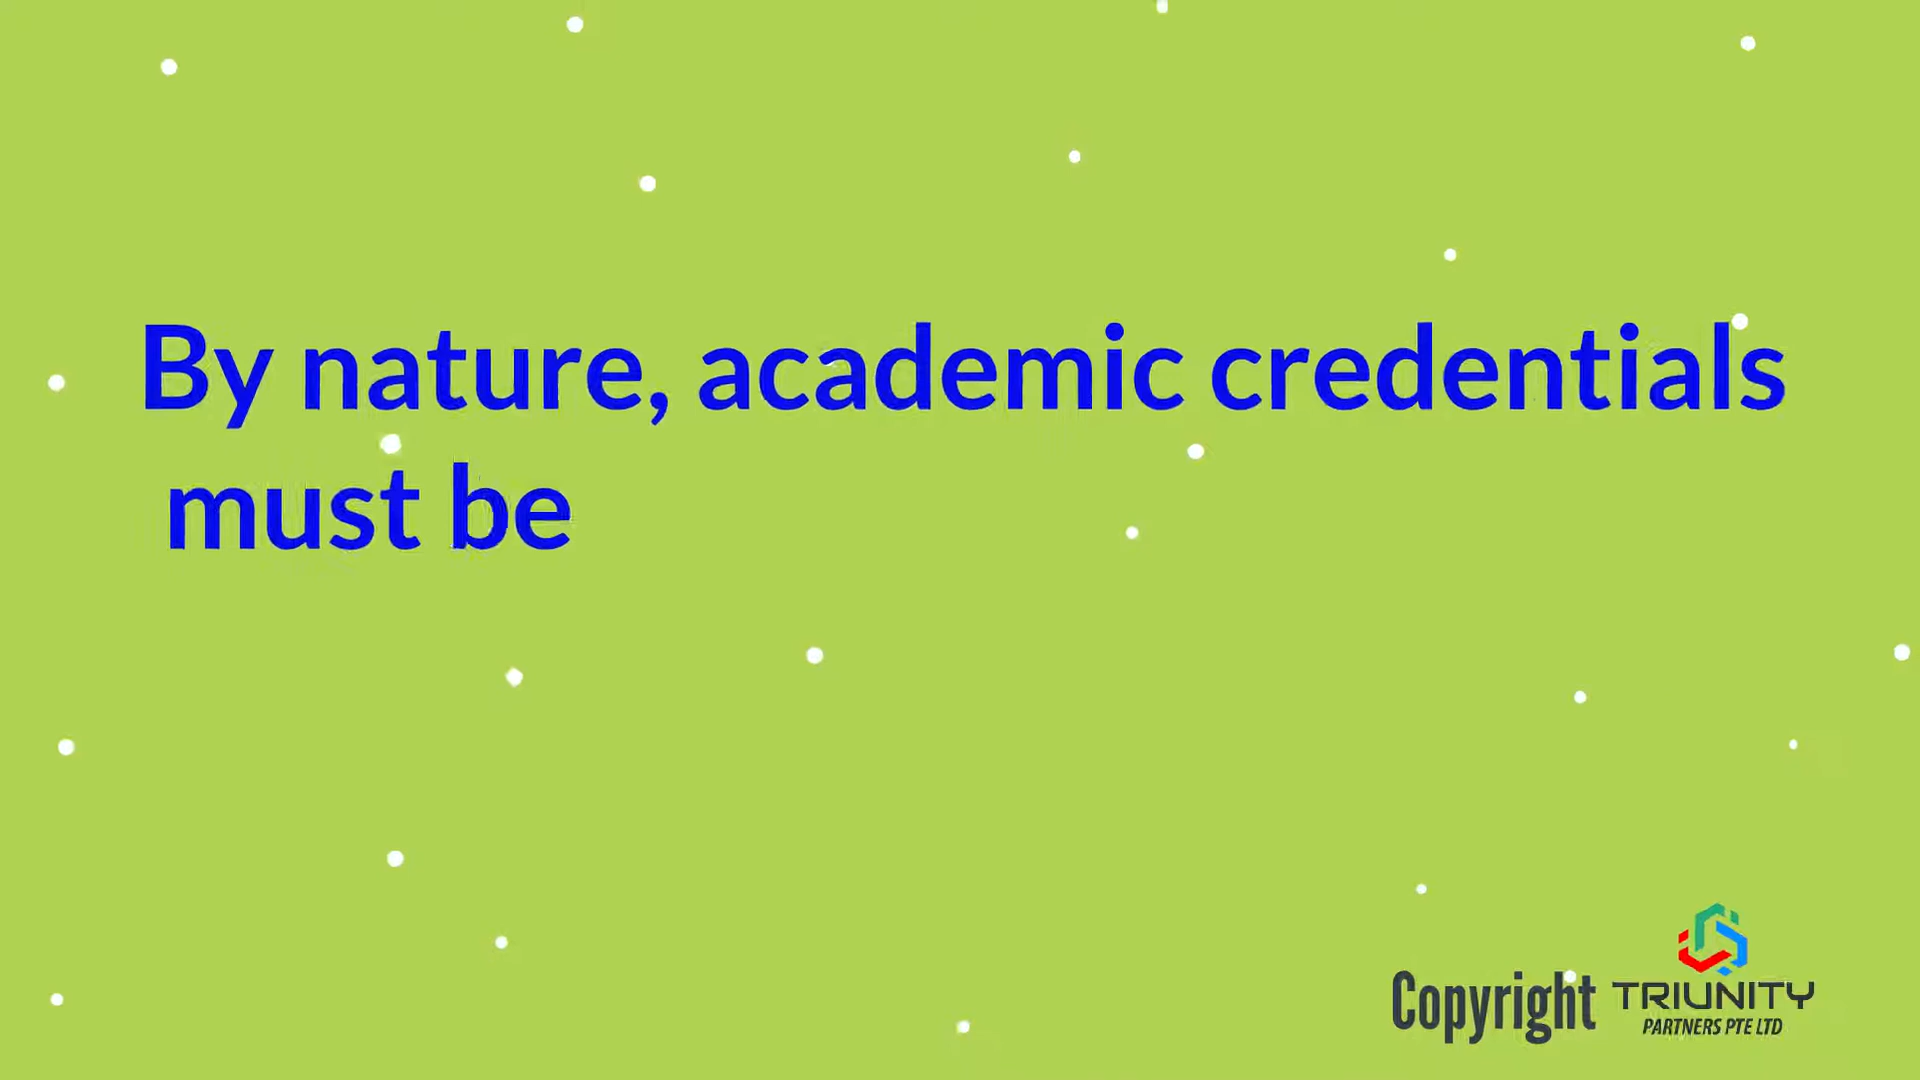 By nature, academic credentials
must be
Copyright TRIUNITY
PARTNERS PTE LTD